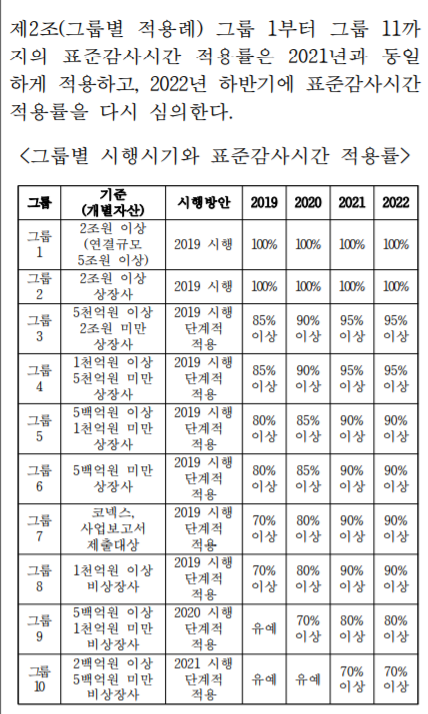 제2조(그룹별 적용례) 그룹 1부터 그룹 11까
지의 표준감사시간 적용률은 2021년과 동일
하게 적용하고, 2022년 하반기에 표준감사시간
적용률을 다시 심의한다.
<그룹별 시행시기와 표준감사시간 적용률>
그룹 기준 (개별자산) 시행방안 2019 2020 2021 2022
그룹 1 2조원 이상 (연결규모 5조원 이상) 2019 시행 100% 100% 100% 100%
그룹 2 2조원 이상 상장사 2019 시행 100% 100% 100% 100%
그룹 3 5천억원 이상 2조원 미만 상장사 2019 시행 단계적 적용 85% 이상 90% 이상 95% 이상 95% 이상
그룹 4 1천억원 이상 5천억원 미만 상장사 2019 시행 단계적 적용 85% 이상 90% 이상 95% 이상 95% 이상
그룹 5 5백억원 이상 1천억원 미만 상장사 2019 시행 단계적 적용 80% 이상 85% 이상 90% 이상 90% 이상
그룹 6 5백억원 미만 상장사 2019 시행 단계적 적용 80% 이상 85% 이상 90% 이상 90% 이상
그룹 7 코넥스, 사업보고서 제출대상 2019 시행 단계적 적용 70% 이상 80% 이상 90% 이상 90% 이상
그룹 8 1천억원 이상 비상장사 2019 시행 단계적 적용 70% 이상 80% 이상 90% 이상 90% 이상
그룹 9 5백억원 이상 1천억원 미만 비상장사 2020 시행 단계적 적용 유예 70% 이상 80% 이상 80% 이상
그룹 10 2백억원 이상 5백억원 미만 비상장사 2021 시행 단계적 적용 유예 유예 70% 이상 70% 이상